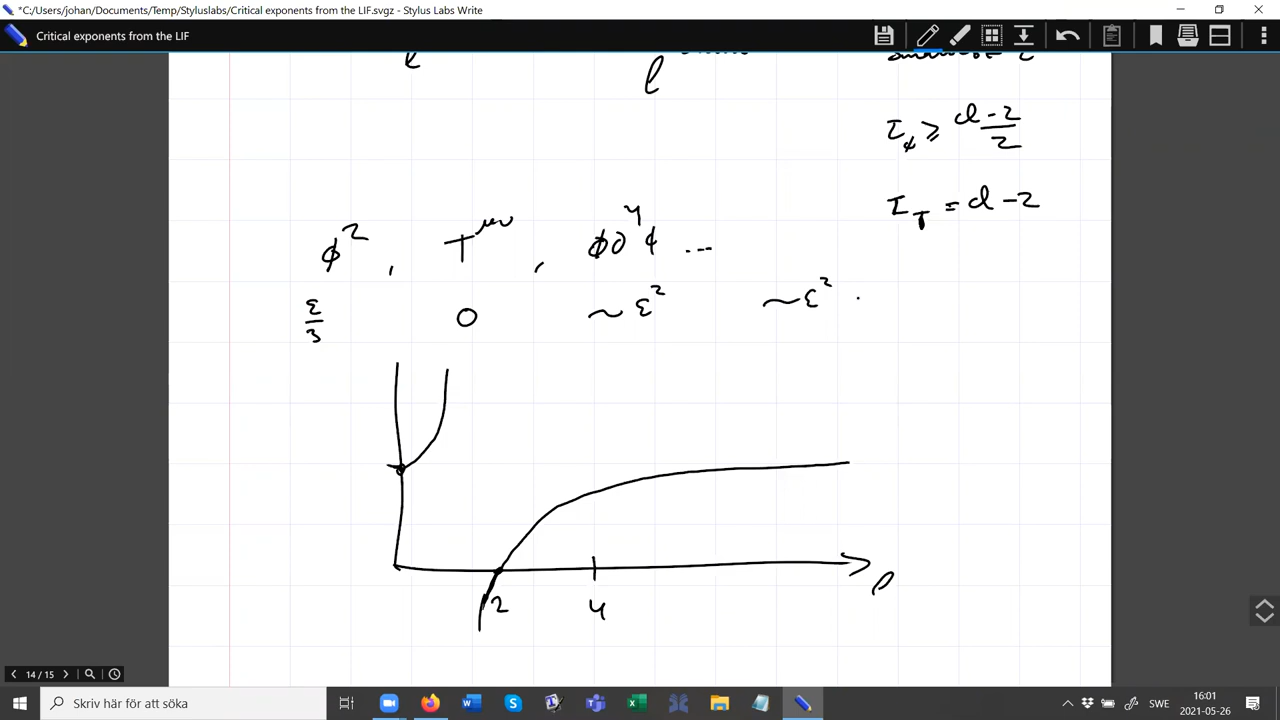 *C:/Users/johan/Documents/Temp/Styluslabs/Critical exponents from the LIF.svgz - Stylus Labs Write
Critical exponents from the LIF
l
τ_ϕ ≥ d-2/2
τ_T = d-2
ϕ², T^μν, ϕ∂⁴ϕ ...
ε/3 0 ~ε² ~ε² .
2 4 l
14 / 15
Skriv här för att söka
SWE
16:01
2021-05-26